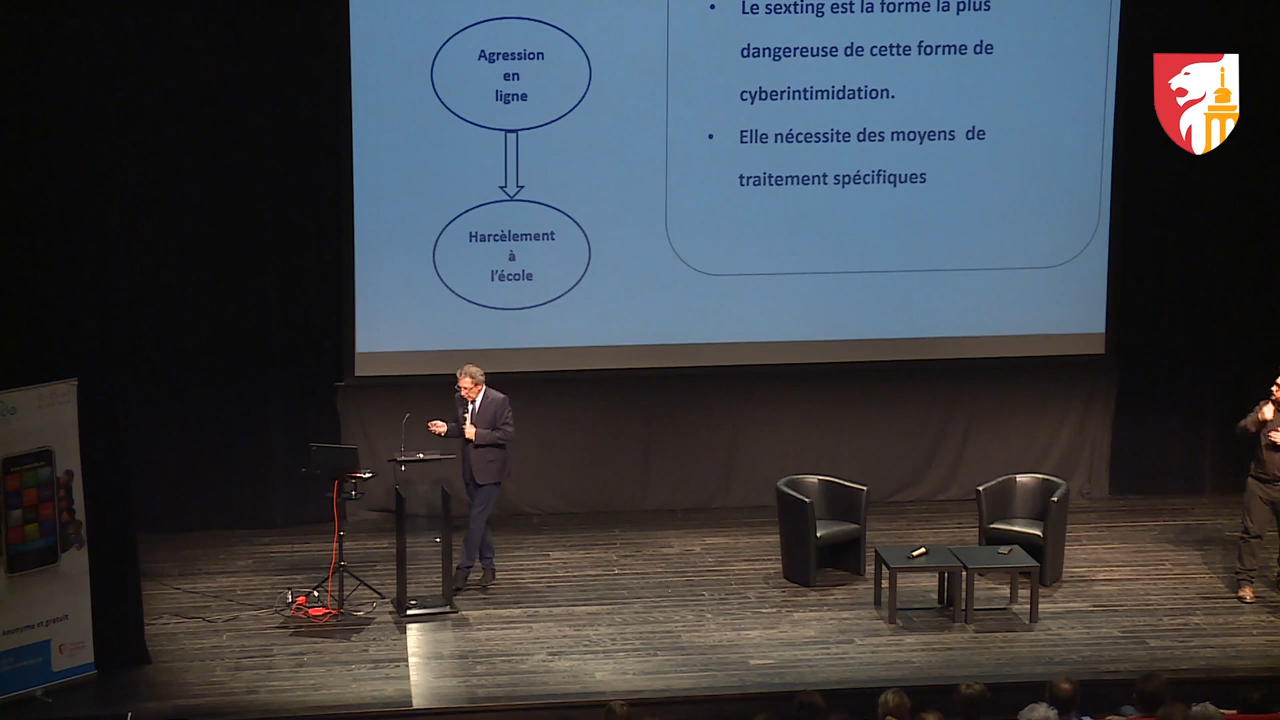 Agression
en
ligne
Harcèlement
à
l'école
• Le sexting est la forme la plus
dangereuse de cette forme de
cyberintimidation.
• Elle nécessite des moyens de
traitement spécifiques
Anonyme et gratuit